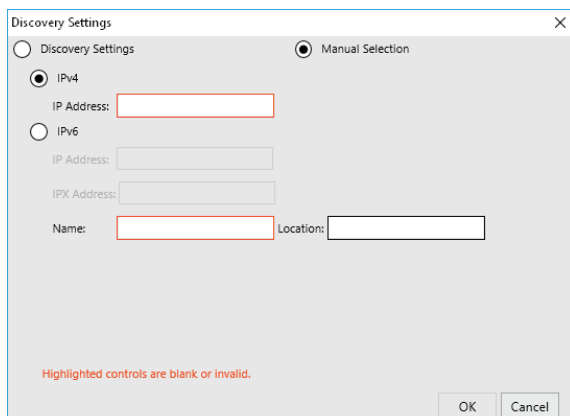 Discovery Settings
Discovery Settings Manual Selection
IPv4
IP Address:
IPv6
IP Address:
IPX Address:
Name: Location:
Highlighted controls are blank or invalid.
OK Cancel